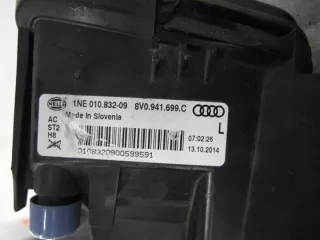 HELLA
1NE 010.832-09 8V0.941.699.C
Made in Slovenia
AC
ST2
H8
L
07:02:26
13.10.2014
0108320900599591